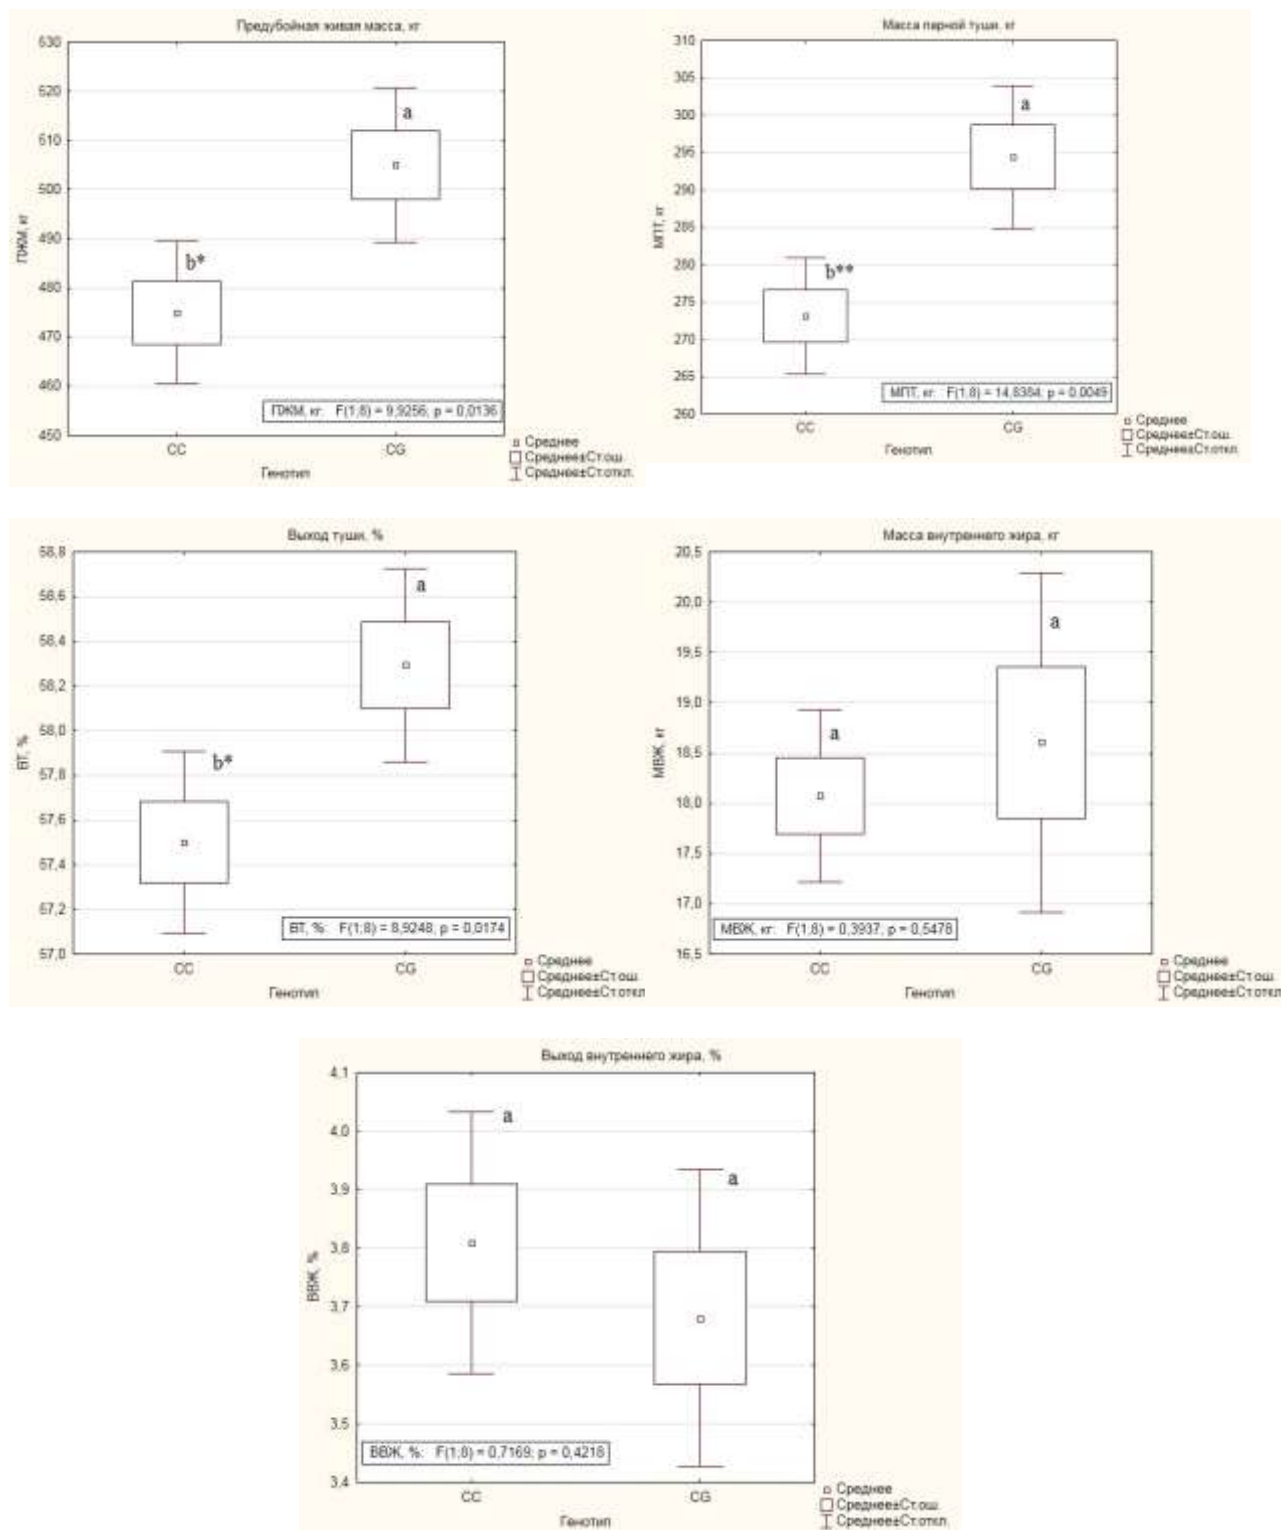 Предубойная живая масса, кг
530
520
510
500
490
480
470
460
450
ПЖМ, кг
a
b*
ПЖМ, кг: F(1;8) = 9,9256; p = 0,0136
CC
CG
Генотип
Среднее
Среднее±Ст.ош.
Среднее±Ст.откл.
Масса парной туши, кг
310
305
300
295
290
285
280
275
270
265
260
МПТ, кг
a
b**
МПТ, кг: F(1;8) = 14,8384; p = 0,0049
CC
CG
Генотип
Среднее
Среднее±Ст.ош.
Среднее±Ст.откл.
Выход туши, %
58,8
58,6
58,4
58,2
58,0
57,8
57,6
57,4
57,2
57,0
ВТ, %
a
b*
ВТ, %: F(1;8) = 8,9248; p = 0,0174
CC
CG
Генотип
Среднее
Среднее±Ст.ош.
Среднее±Ст.откл
Масса внутреннего жира, кг
20,5
20,0
19,5
19,0
18,5
18,0
17,5
17,0
16,5
МВЖ, кг
a
a
МВЖ, кг: F(1;8) = 0,3937; p = 0,5478
CC
CG
Генотип
Среднее
Среднее±Ст.ош.
Среднее±Ст.откл.
Выход внутреннего жира, %
4,1
4,0
3,9
3,8
3,7
3,6
3,5
3,4
ВВЖ, %
a
a
ВВЖ, %: F(1;8) = 0,7169; p = 0,4218
CC
CG
Генотип
Среднее
Среднее±Ст.ош.
Среднее±Ст.откл.